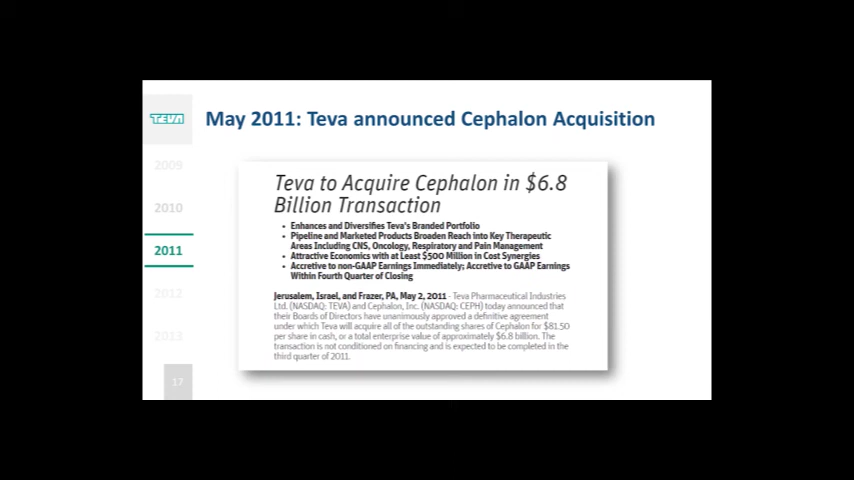 TEVA
May 2011: Teva announced Cephalon Acquisition
2009
2010
2011
2012
2013
17
Teva to Acquire Cephalon in $6.8
Billion Transaction
• Enhances and Diversifies Teva's Branded Portfolio
• Pipeline and Marketed Products Broaden Reach into Key Therapeutic
Areas Including CNS, Oncology, Respiratory and Pain Management
• Attractive Economics with at Least $500 Million in Cost Synergies
• Accretive to non-GAAP Earnings Immediately; Accretive to GAAP Earnings
Within Fourth Quarter of Closing
Jerusalem, Israel, and Frazer, PA, May 2, 2011 - Teva Pharmaceutical Industries
Ltd. (NASDAQ: TEVA) and Cephalon, Inc. (NASDAQ: CEPH) today announced that
their Boards of Directors have unanimously approved a definitive agreement
under which Teva will acquire all of the outstanding shares of Cephalon for $81.50
per share in cash, or a total enterprise value of approximately $6.8 billion. The
transaction is not conditioned on financing and is expected to be completed in the
third quarter of 2011.